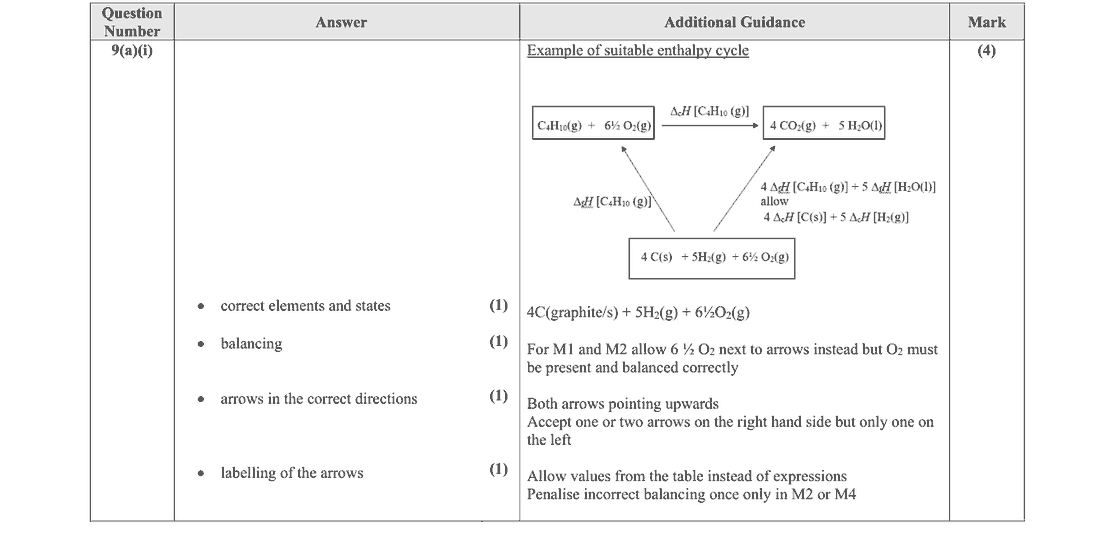 Question Number
Answer
Additional Guidance
Mark
9(a)(i)
Example of suitable enthalpy cycle
(4)
C₄H₁₀(g) + 6½ O₂(g)
Δ꜀H [C₄H₁₀ (g)]
4 CO₂(g) + 5 H₂O(l)
ΔfH [C₄H₁₀ (g)]
4 ΔfH [C₄H₁₀ (g)] + 5 ΔfH [H₂O(l)]
allow
4 Δ꜀H [C(s)] + 5 Δ꜀H [H₂(g)]
4 C(s) + 5H₂(g) + 6½ O₂(g)
• correct elements and states (1)
4C(graphite/s) + 5H₂(g) + 6½O₂(g)
• balancing (1)
For M1 and M2 allow 6 ½ O₂ next to arrows instead but O₂ must
be present and balanced correctly
• arrows in the correct directions (1)
Both arrows pointing upwards
Accept one or two arrows on the right hand side but only one on
the left
• labelling of the arrows (1)
Allow values from the table instead of expressions
Penalise incorrect balancing once only in M2 or M4